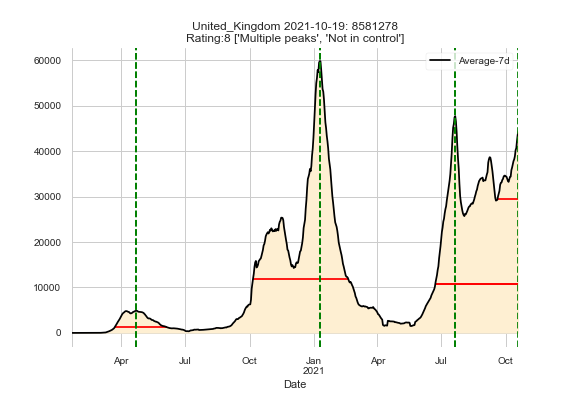 United_Kingdom 2021-10-19: 8581278
Rating:8 ['Multiple peaks', 'Not in control']
Average-7d
60000
50000
40000
30000
20000
10000
0
Apr Jul Oct Jan Apr Jul Oct
2021
Date